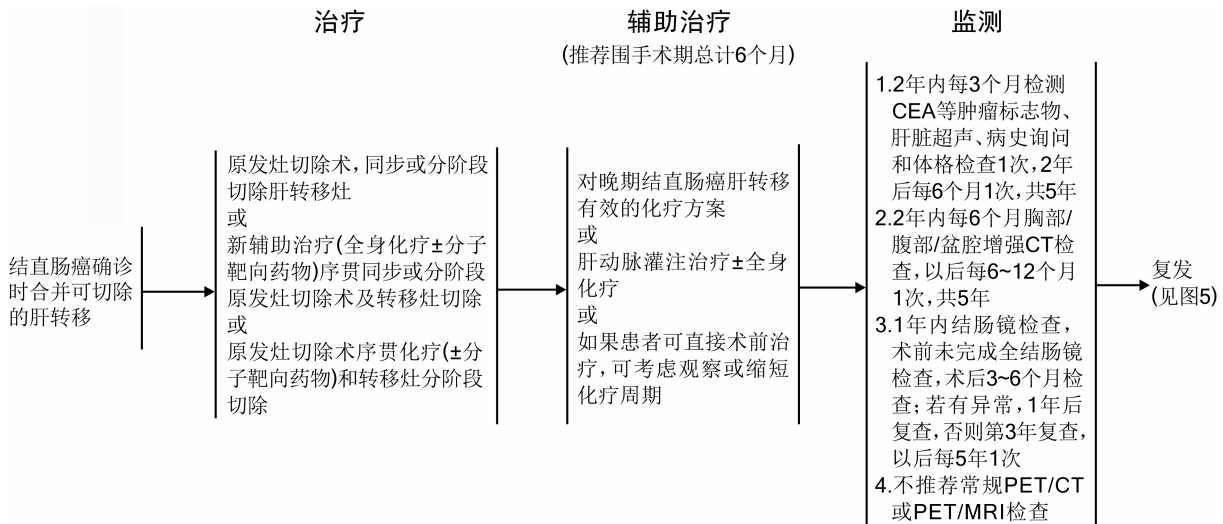 治疗
辅助治疗
(推荐围手术期总计6个月)
监测
结直肠癌确诊
时合并可切除
的肝转移
原发灶切除术,同步或分阶段
切除肝转移灶
或
新辅助治疗(全身化疗±分子
靶向药物)序贯同步或分阶段
原发灶切除术及转移灶切除
或
原发灶切除术序贯化疗(±分
子靶向药物)和转移灶分阶段
切除
对晚期结直肠癌肝转移
有效的化疗方案
或
肝动脉灌注治疗±全身
化疗
或
如果患者可直接术前治
疗,可考虑观察或缩短
化疗周期
1.2年内每3个月检测
CEA等肿瘤标志物、
肝脏超声、病史询问
和体格检查1次,2年
后每6个月1次,共5年
2.2年内每6个月胸部/
腹部/盆腔增强CT检
查,以后每6~12个月
1次,共5年
3.1年内结肠镜检查,
术前未完成全结肠镜
检查,术后3~6个月检
查;若有异常,1年后
复查,否则第3年复查,
以后每5年1次
4.不推荐常规PET/CT
或PET/MRI检查
复发
(见图5)